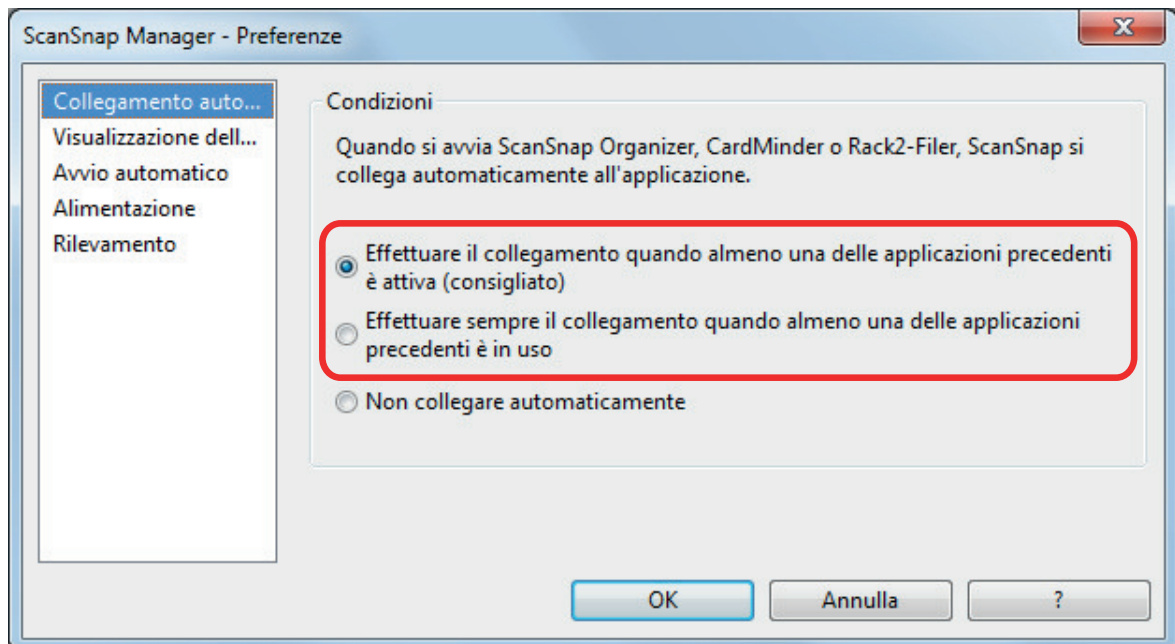 ScanSnap Manager - Preferenze
Collegamento auto...
Visualizzazione dell...
Avvio automatico
Alimentazione
Rilevamento
Condizioni
Quando si avvia ScanSnap Organizer, CardMinder o Rack2-Filer, ScanSnap si
collega automaticamente all'applicazione.
Effettuare il collegamento quando almeno una delle applicazioni precedenti
è attiva (consigliato)
Effettuare sempre il collegamento quando almeno una delle applicazioni
precedenti è in uso
Non collegare automaticamente
OK
Annulla
?